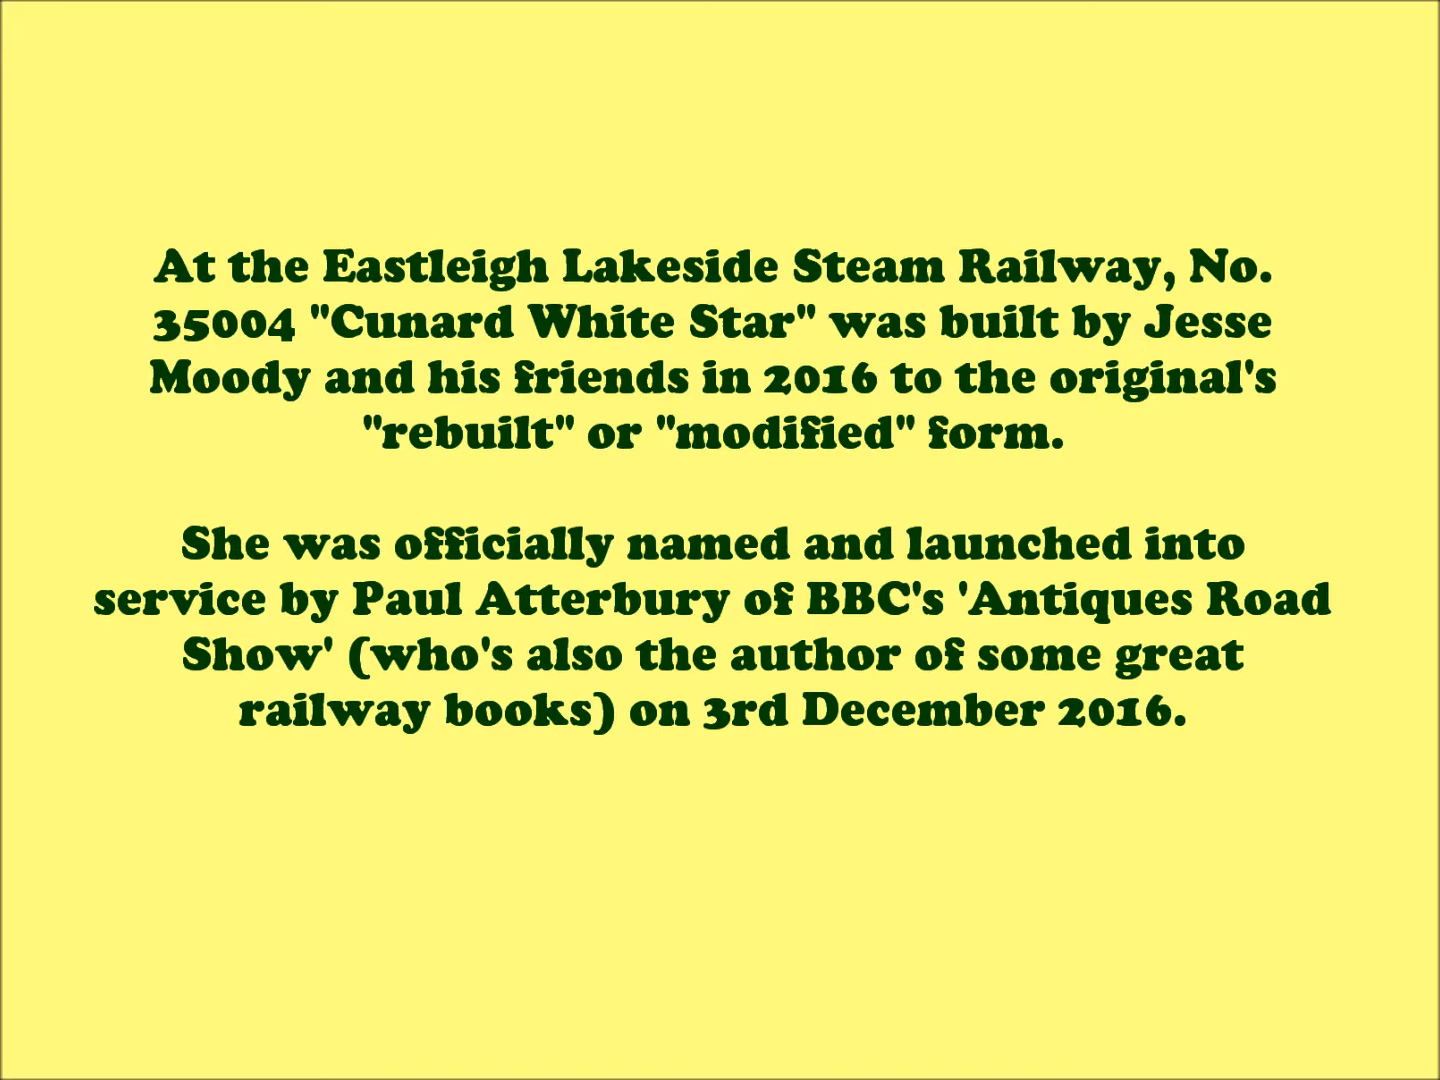 At the Eastleigh Lakeside Steam Railway, No.
35004 "Cunard White Star" was built by Jesse
Moody and his friends in 2016 to the original's
"rebuilt" or "modified" form.
She was officially named and launched into
service by Paul Atterbury of BBC's 'Antiques Road
Show' (who's also the author of some great
railway books) on 3rd December 2016.